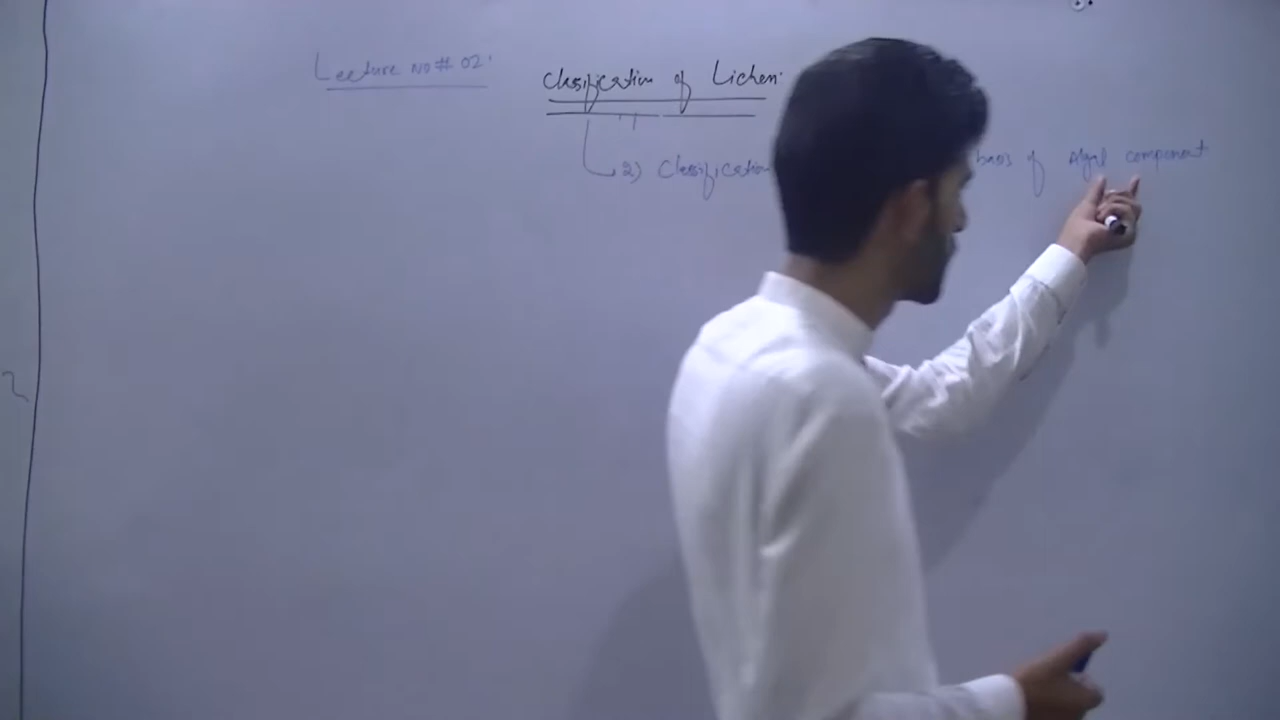 Lecture No# 02.
Classification of Lichen.
2) Classification basis of Algal component